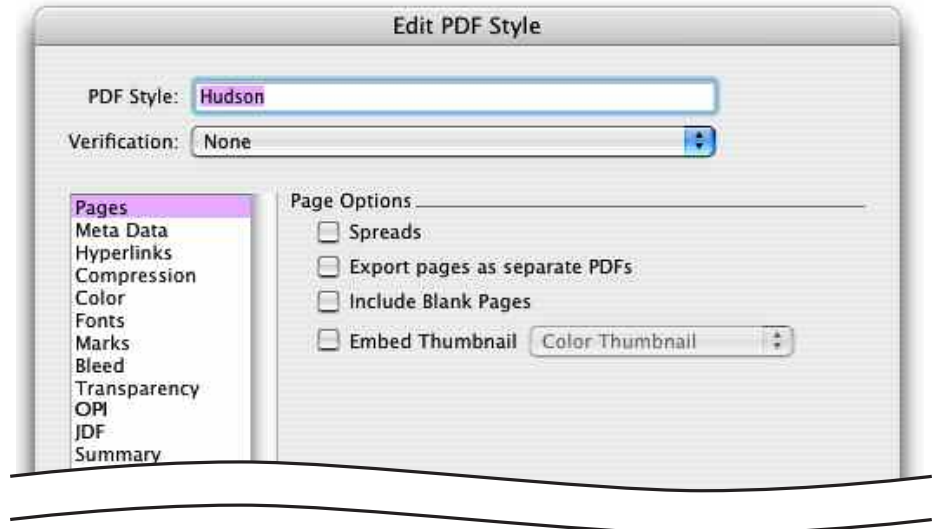 Edit PDF Style
PDF Style: Hudson
Verification: None
Pages
Meta Data
Hyperlinks
Compression
Color
Fonts
Marks
Bleed
Transparency
OPI
JDF
Summary
Page Options
Spreads
Export pages as separate PDFs
Include Blank Pages
Embed Thumbnail Color Thumbnail